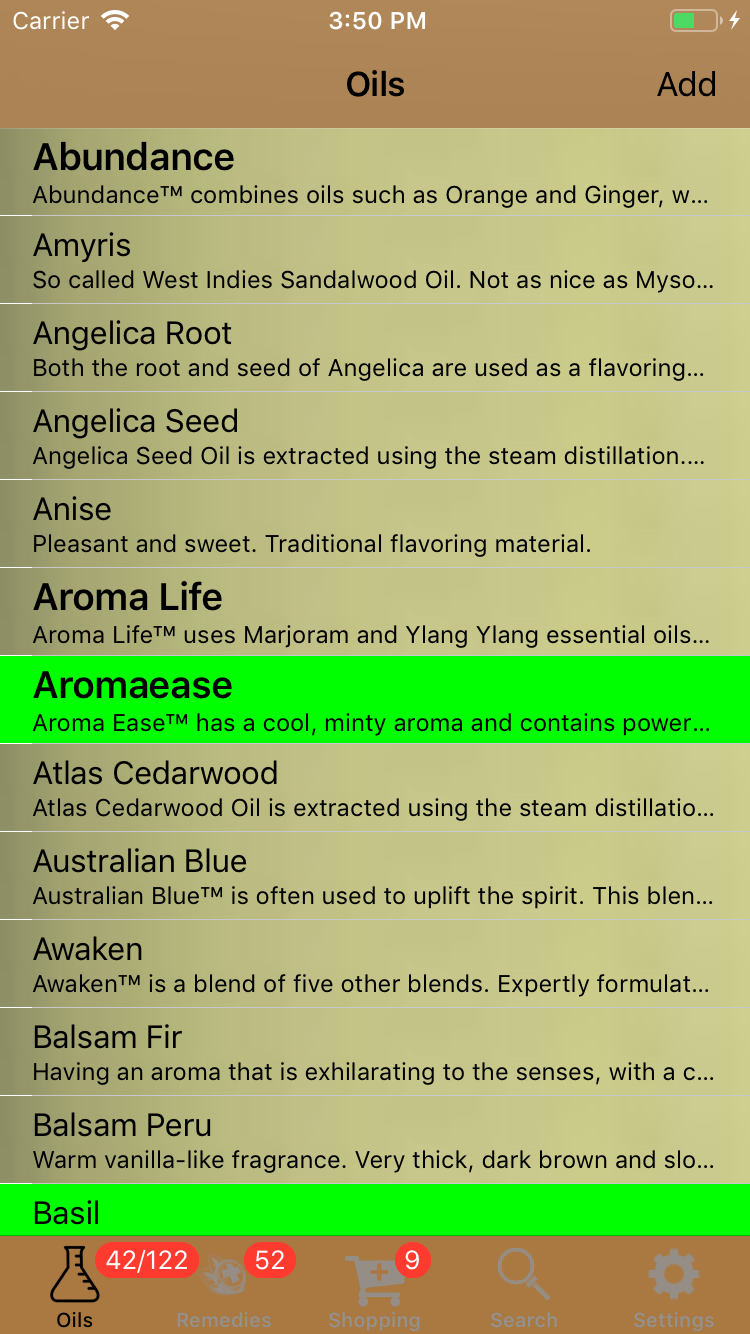 Carrier 3:50 PM
Oils Add
Abundance
Abundance™ combines oils such as Orange and Ginger, w...
Amyris
So called West Indies Sandalwood Oil. Not as nice as Myso...
Angelica Root
Both the root and seed of Angelica are used as a flavoring...
Angelica Seed
Angelica Seed Oil is extracted using the steam distillation....
Anise
Pleasant and sweet. Traditional flavoring material.
Aroma Life
Aroma Life™ uses Marjoram and Ylang Ylang essential oils...
Aromaease
Aroma Ease™ has a cool, minty aroma and contains power...
Atlas Cedarwood
Atlas Cedarwood Oil is extracted using the steam distillatio...
Australian Blue
Australian Blue™ is often used to uplift the spirit. This blen...
Awaken
Awaken™ is a blend of five other blends. Expertly formulat...
Balsam Fir
Having an aroma that is exhilarating to the senses, with a c...
Balsam Peru
Warm vanilla-like fragrance. Very thick, dark brown and slo...
Basil
42/122 52 9
Oils Remedies Shopping Search Settings